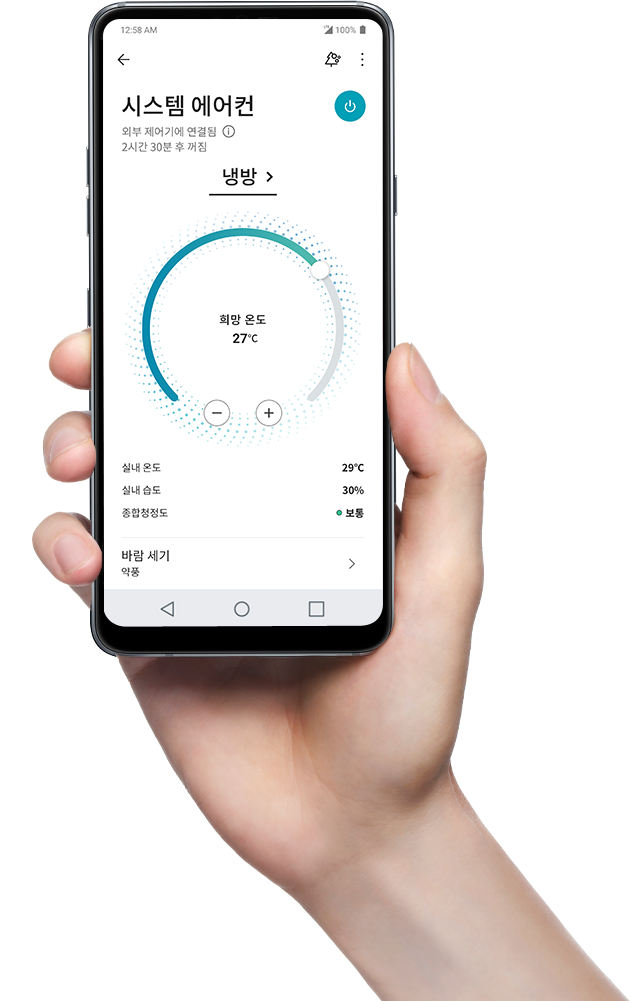 12:58 AM 100%
시스템 에어컨
외부 제어기에 연결됨
2시간 30분 후 꺼짐
냉방
희망 온도
27°C
실내 온도 29°C
실내 습도 30%
종합청정도 보통
바람 세기
약풍